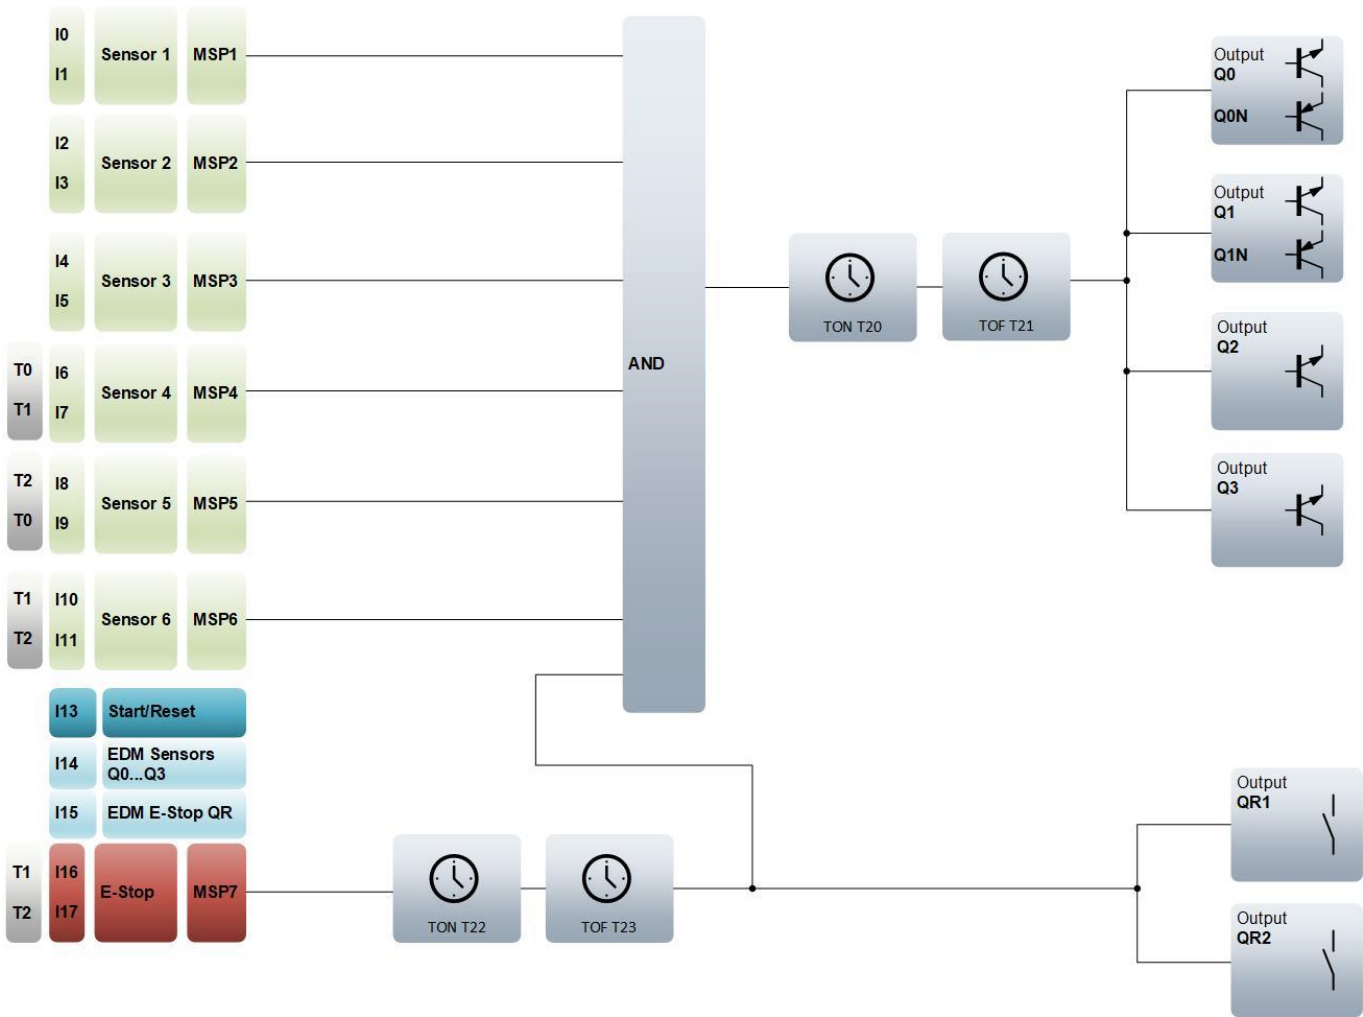 I0
I1
Sensor 1
MSP1
I2
I3
Sensor 2
MSP2
I4
I5
Sensor 3
MSP3
T0
T1
I6
I7
Sensor 4
MSP4
T2
T0
I8
I9
Sensor 5
MSP5
T1
T2
I10
I11
Sensor 6
MSP6
I13
Start/Reset
I14
EDM Sensors
Q0...Q3
I15
EDM E-Stop QR
T1
T2
I16
I17
E-Stop
MSP7
TON T22
TOF T23
AND
TON T20
TOF T21
Output
Q0
Q0N
Output
Q1
Q1N
Output
Q2
Output
Q3
Output
QR1
Output
QR2